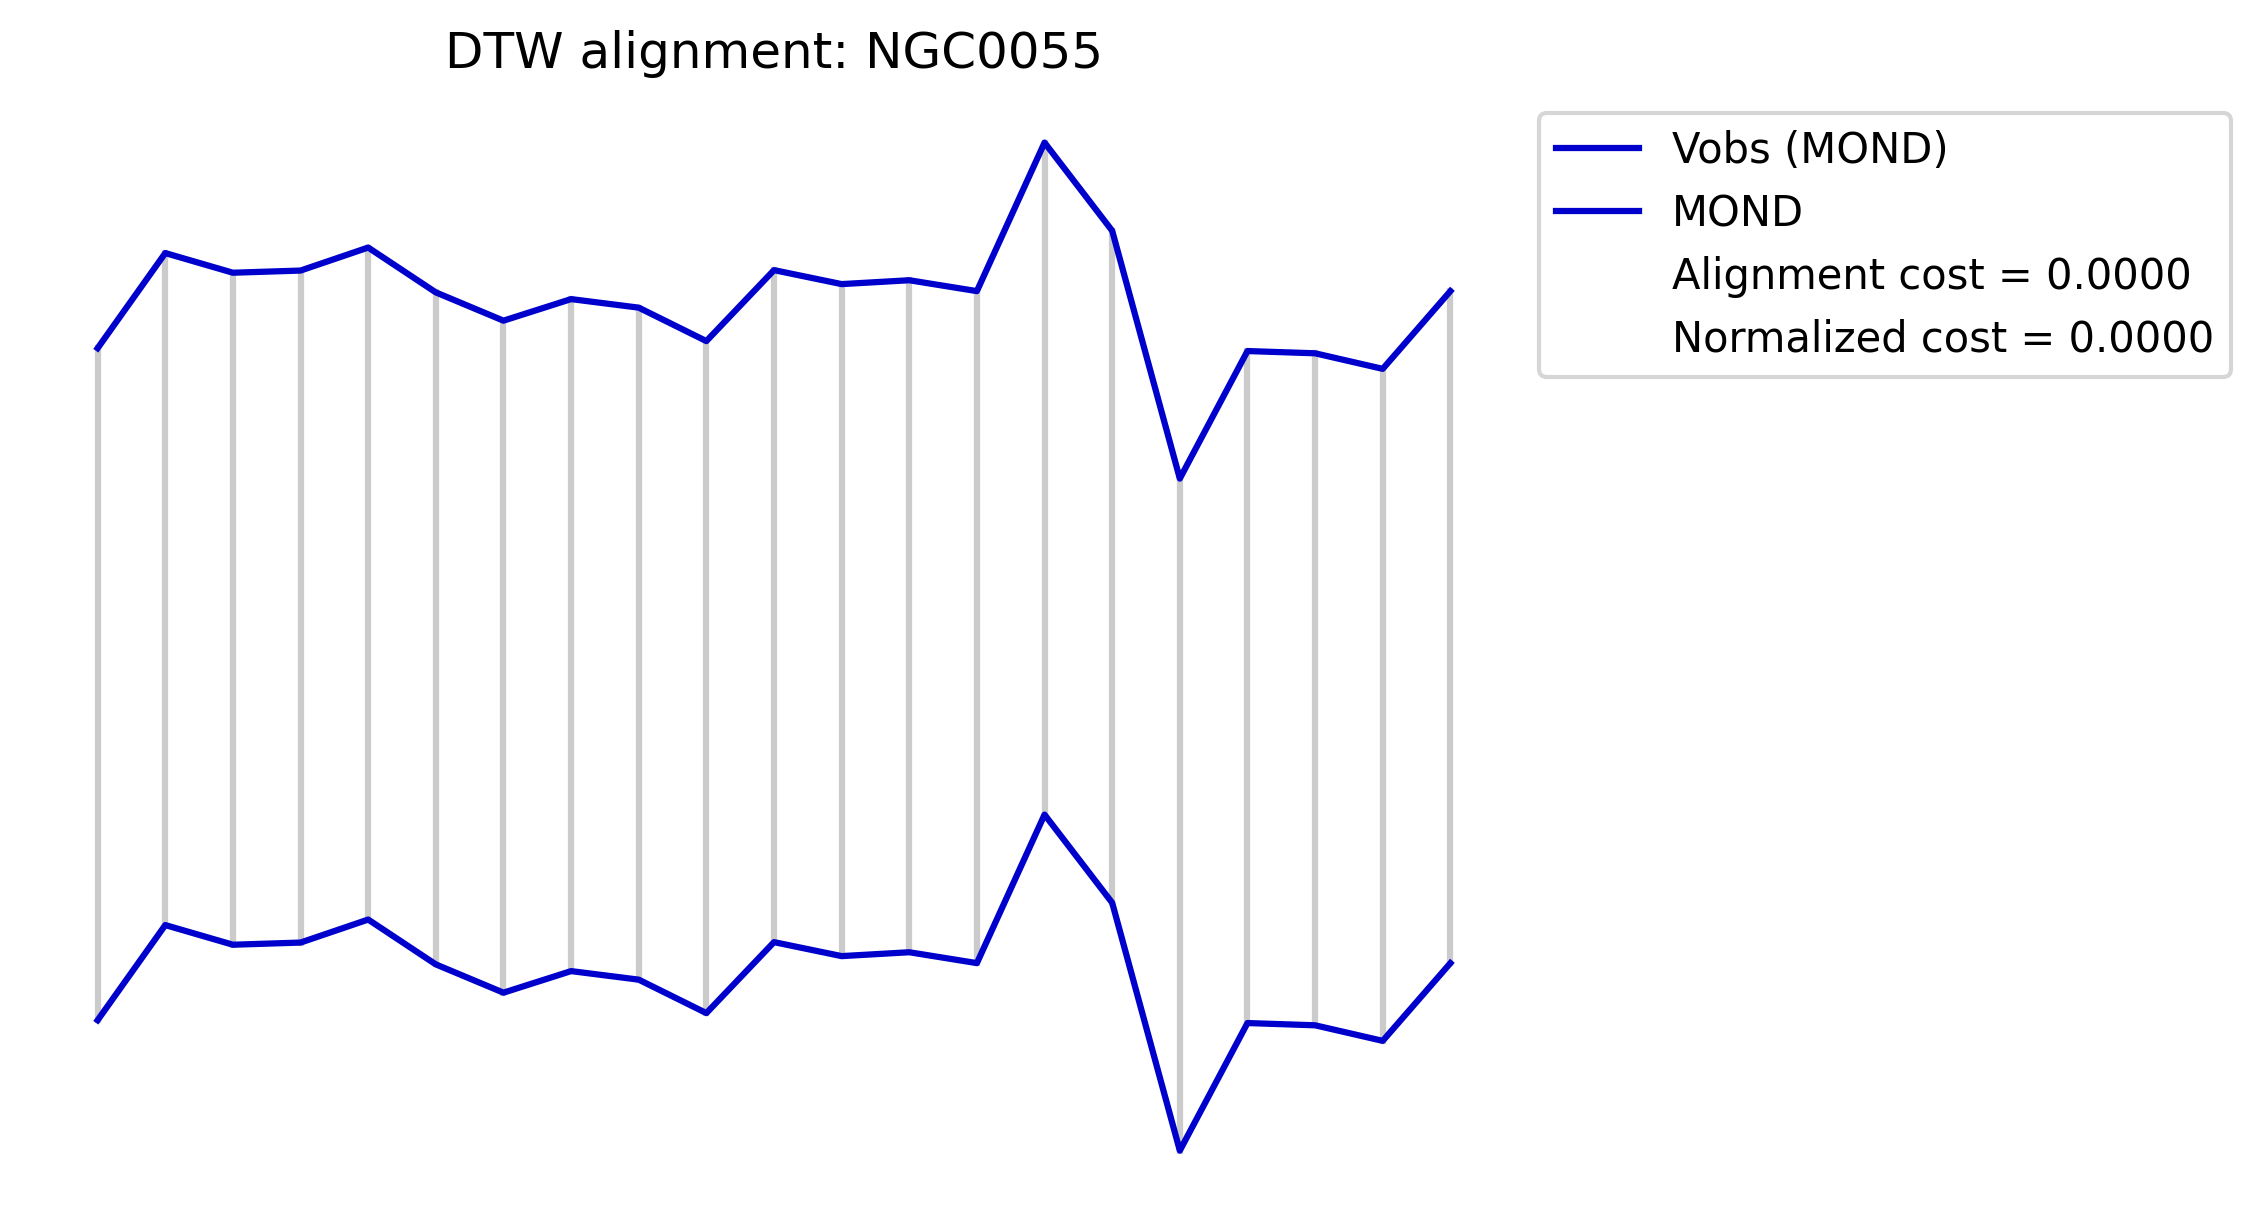 DTW alignment: NGC0055
Vobs (MOND)
MOND
Alignment cost = 0.0000
Normalized cost = 0.0000